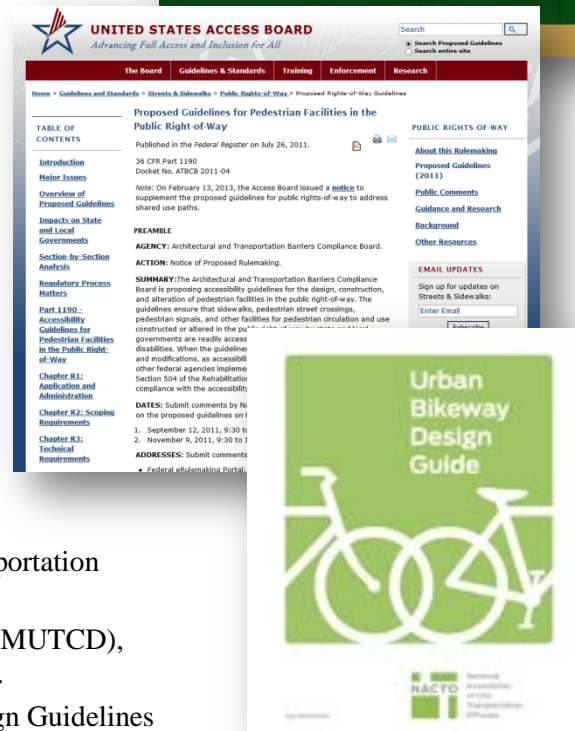 UNITED STATES ACCESS BOARD
Advancing Full Access and Inclusion for All
Search
Search Proposed Guidelines
Search entire site
The Board
Guidelines & Standards
Training
Enforcement
Research
Home > Guidelines and Standards > Streets & Sidewalks > Public Rights-of-Way > Proposed Rights-of-Way Guidelines
TABLE OF
CONTENTS
Introduction
Major Issues
Overview of
Proposed Guidelines
Impacts on State
and Local
Governments
Section-by-Section
Analysis
Regulatory Process
Matters
Part 1190 -
Accessibility
Guidelines for
Pedestrian Facilities
in the Public Right-
of-Way
Chapter R1:
Application and
Administration
Chapter R2: Scoping
Requirements
Chapter R3:
Technical
Requirements
Proposed Guidelines for Pedestrian Facilities in the
Public Right-of-Way
Published in the Federal Register on July 26, 2011.
36 CFR Part 1190
Docket No. ATBCB 2011-04
Note: On February 13, 2013, the Access Board issued a notice to
supplement the proposed guidelines for public rights-of-way to address
shared use paths.
PREAMBLE
AGENCY: Architectural and Transportation Barriers Compliance Board.
ACTION: Notice of Proposed Rulemaking.
SUMMARY:The Architectural and Transportation Barriers Compliance
Board is proposing accessibility guidelines for the design, construction,
and alteration of pedestrian facilities in the public right-of-way. The
guidelines ensure that sidewalks, pedestrian street crossings,
pedestrian signals, and other facilities for pedestrian circulation and use
constructed or altered in the
governments are readily
disabilities. When the
and modifications, as
other federal agencies
Section 504 of the Rehabilitation
compliance with the
DATES: Submit comments by
on the proposed guidelines on
1. September 12, 2011, 9:30
2. November 9, 2011, 9:30
ADDRESSES: Submit
• Federal eRulemaking Portal:
PUBLIC RIGHTS-OF-WAY
About this Rulemaking
Proposed Guidelines
(2011)
Public Comments
Guidance and Research
Background
Other Resources
EMAIL UPDATES
Sign up for updates on
Streets & Sidewalks:
Enter Email
Subscribe
Urban
Bikeway
Design
Guide
NACTO
portation
MUTCD),
gn Guidelines